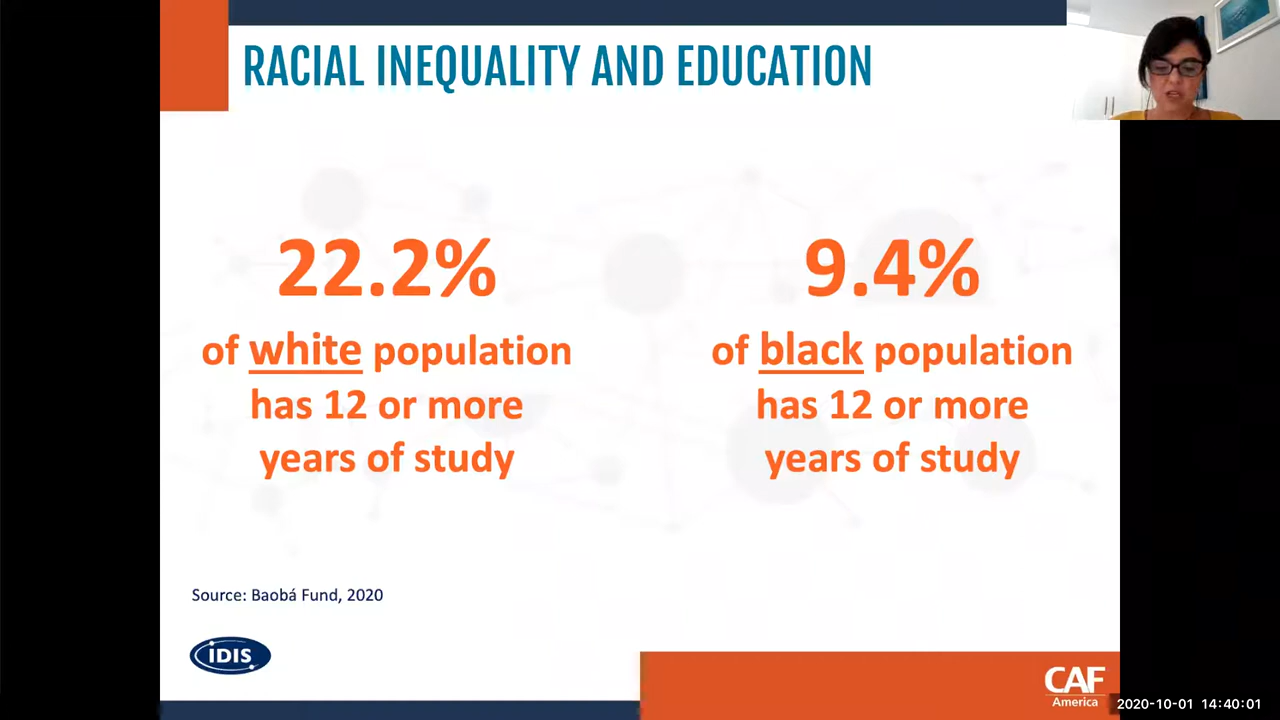 RACIAL INEQUALITY AND EDUCATION
22.2%
of white population
has 12 or more
years of study
9.4%
of black population
has 12 or more
years of study
Source: Baobá Fund, 2020
IDIS
CAF
America
2020-10-01 14:40:01